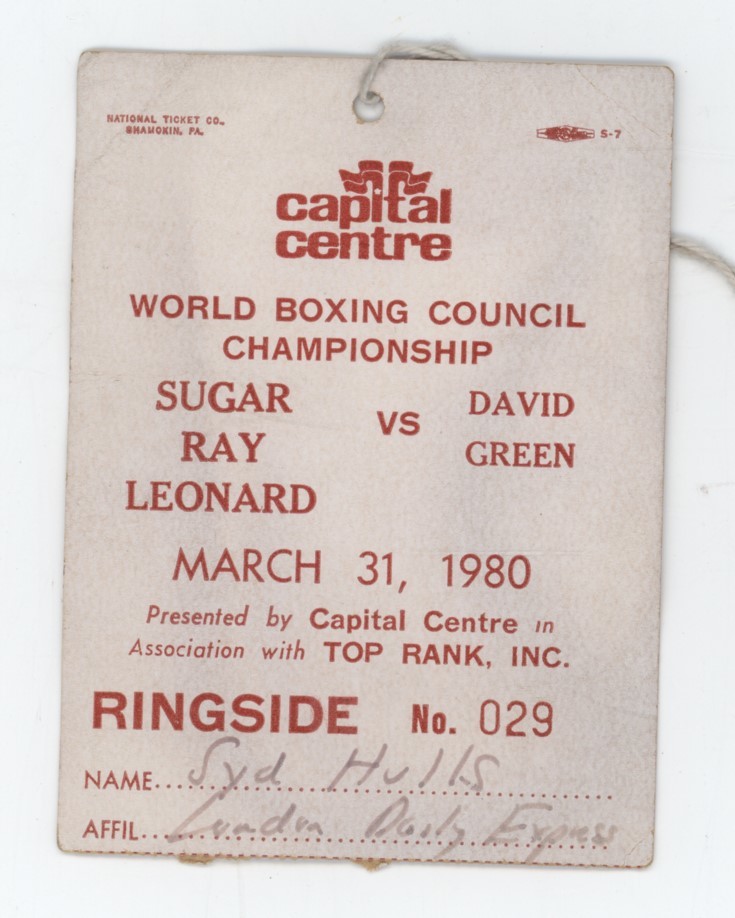 NATIONAL TICKET CO.
SHAMOKIN, PA.
S-7
capital
centre
WORLD BOXING COUNCIL
CHAMPIONSHIP
SUGAR
RAY
LEONARD
VS
DAVID
GREEN
MARCH 31, 1980
Presented by Capital Centre in
Association with TOP RANK, INC.
RINGSIDE No. 029
NAME Syd Hulls
AFFIL. London Daily Express